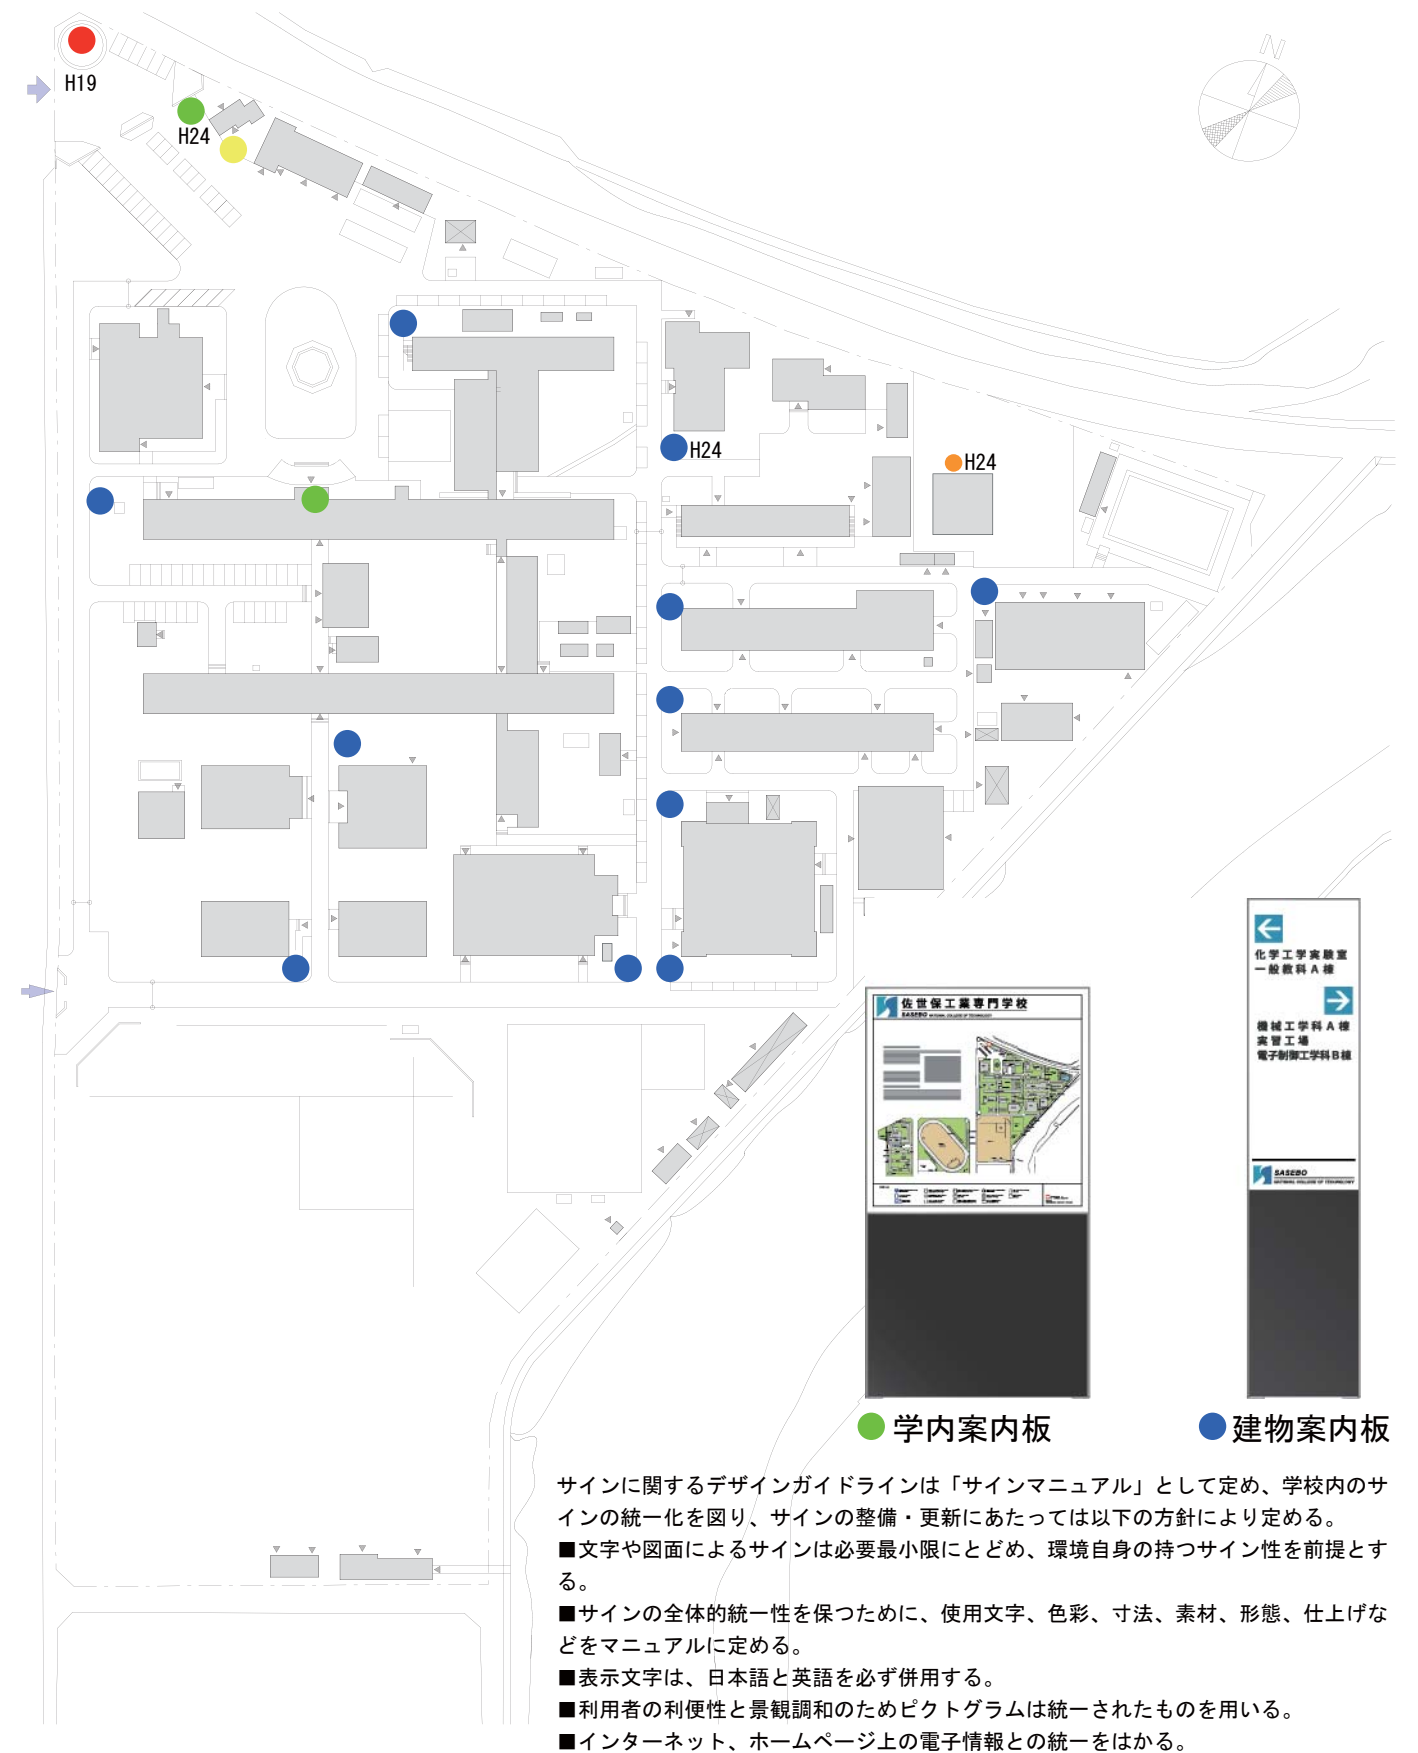 H19
H24
N
H24
H24
佐世保工業専門学校
SASEBO NATIONAL COLLEGE OF TECHNOLOGY
化学工学実験室
一般教科A棟
機械工学科A棟
実習工場
電子制御工学科B棟
SASEBO
NATIONAL COLLEGE OF TECHNOLOGY
学内案内板
建物案内板
サインに関するデザインガイドラインは「サインマニュアル」として定め、学校内のサ
インの統一化を図り、サインの整備・更新にあたっては以下の方針により定める。
■文字や図面によるサインは必要最小限にとどめ、環境自身の持つサイン性を前提とす
る。
■サインの全体的統一性を保つために、使用文字、色彩、寸法、素材、形態、仕上げな
どをマニュアルに定める。
■表示文字は、日本語と英語を必ず併用する。
■利用者の利便性と景観調和のためピクトグラムは統一されたものを用いる。
■インターネット、ホームページ上の電子情報との統一をはかる。